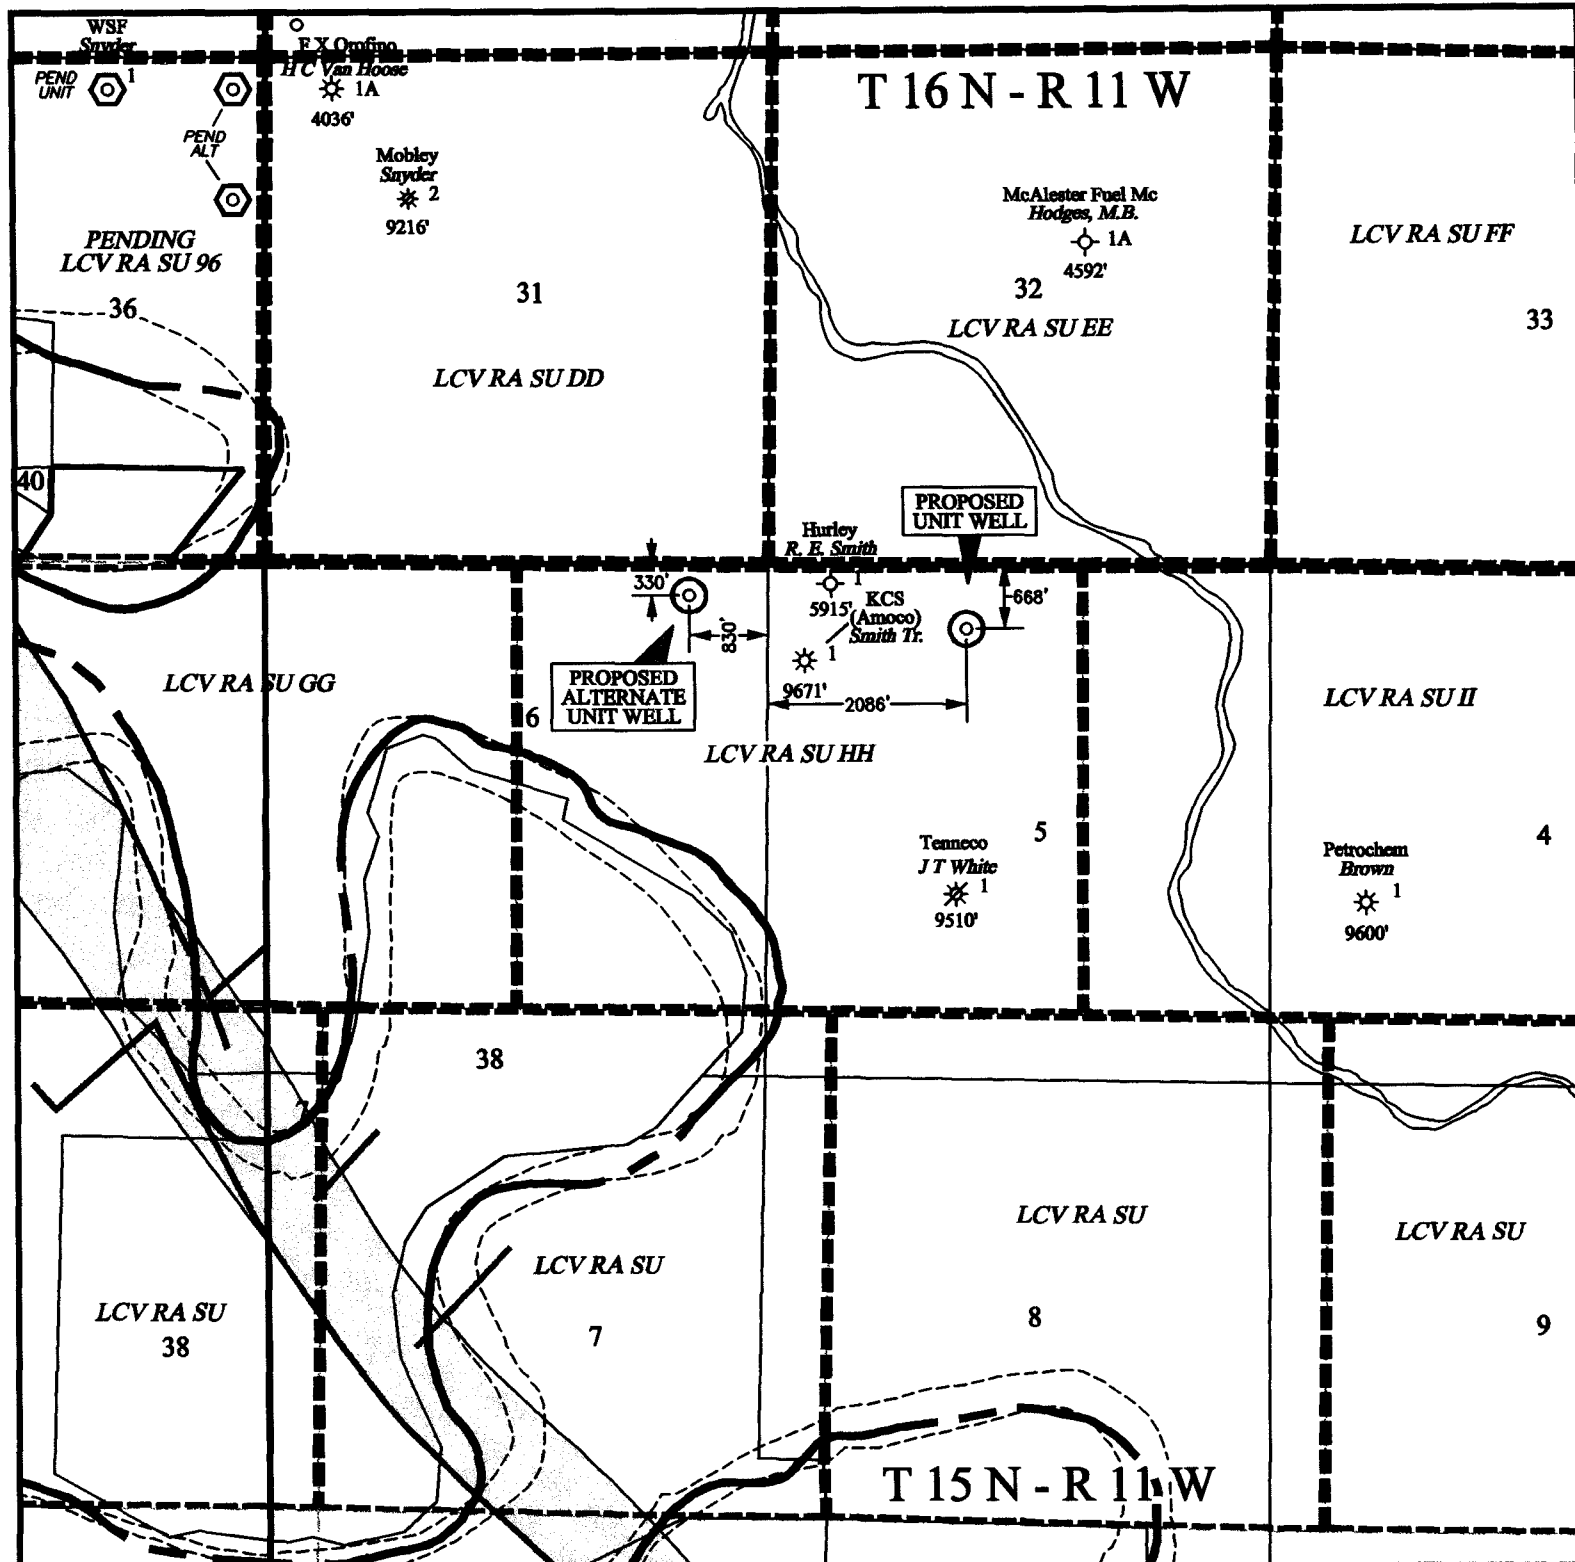 WSF
Snyder
1
PEND
UNIT
F X Orofino
H C Van Hoose
1A
4036'
PEND
ALT
Mobley
Snyder
2
9216'
T 16 N - R 11 W
McAlester Fuel Mc
Hodges, M.B.
1A
4592'
LCV RA SU FF
PENDING
LCV RA SU 96
36
31
32
33
LCV RA SU EE
LCV RA SU DD
40
PROPOSED
UNIT WELL
Hurley
R. E. Smith
1
5915'
330'
830'
668'
KCS
(Amoco)
Smith Tr.
1
9671'
2086'
PROPOSED
ALTERNATE
UNIT WELL
LCV RA SU GG
6
LCV RA SU HH
LCV RA SU II
5
4
Tenneco
J T White
1
9510'
Petrochem
Brown
1
9600'
38
7
LCV RA SU
LCV RA SU
LCV RA SU
LCV RA SU
38
7
8
9
T 15 N - R 11 W